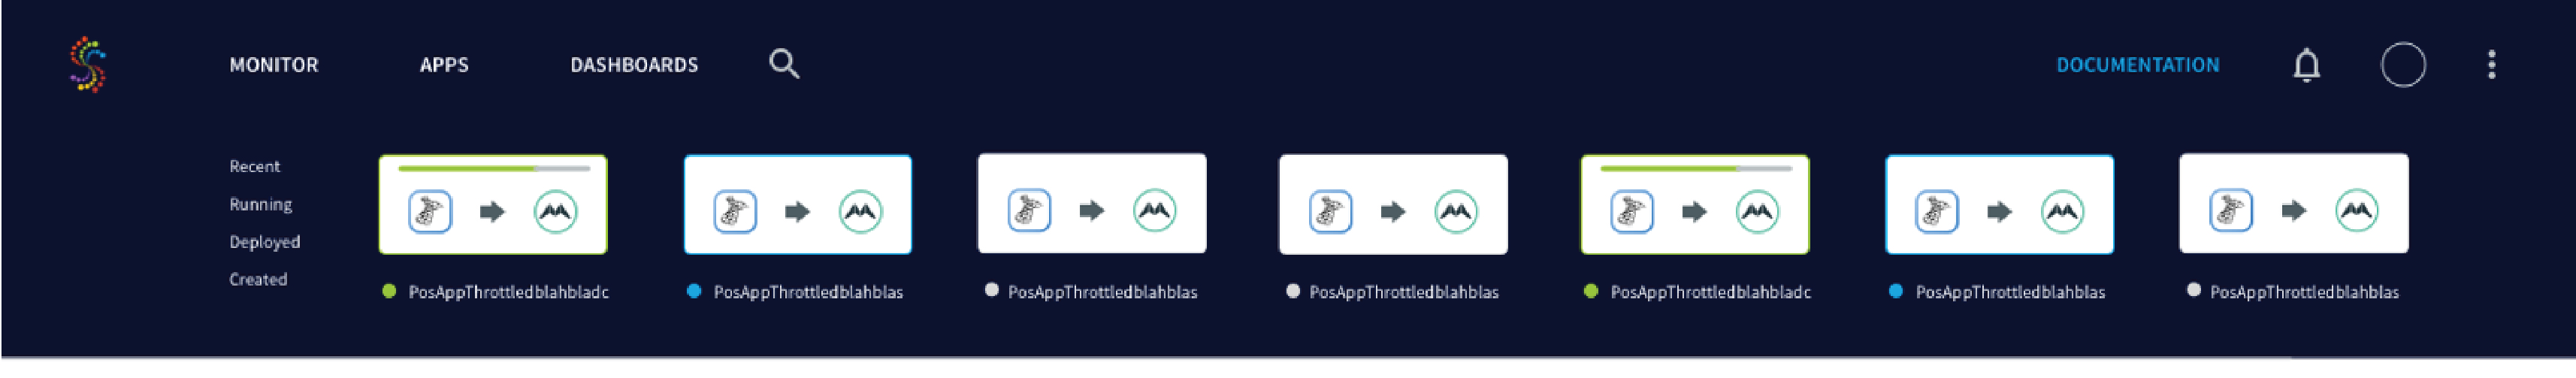 MONITOR APPS DASHBOARDS DOCUMENTATION
Recent
Running
Deployed
Created
PosAppThrottledblahbladc PosAppThrottledblahblas PosAppThrottledblahblas PosAppThrottledblahblas PosAppThrottledblahbladc PosAppThrottledblahblas PosAppThrottledblahblas